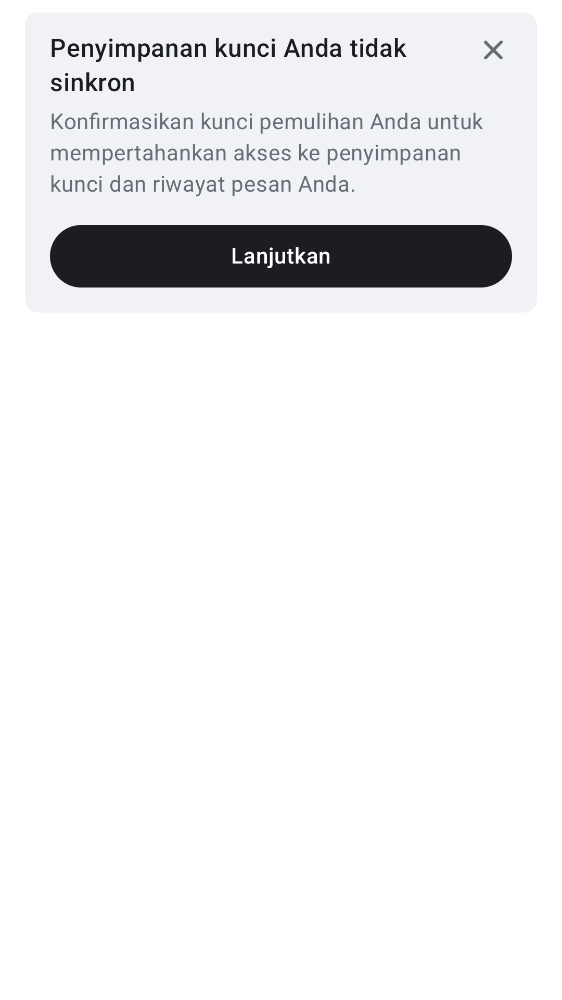 Penyimpanan kunci Anda tidak
sinkron
Konfirmasikan kunci pemulihan Anda untuk
mempertahankan akses ke penyimpanan
kunci dan riwayat pesan Anda.
Lanjutkan